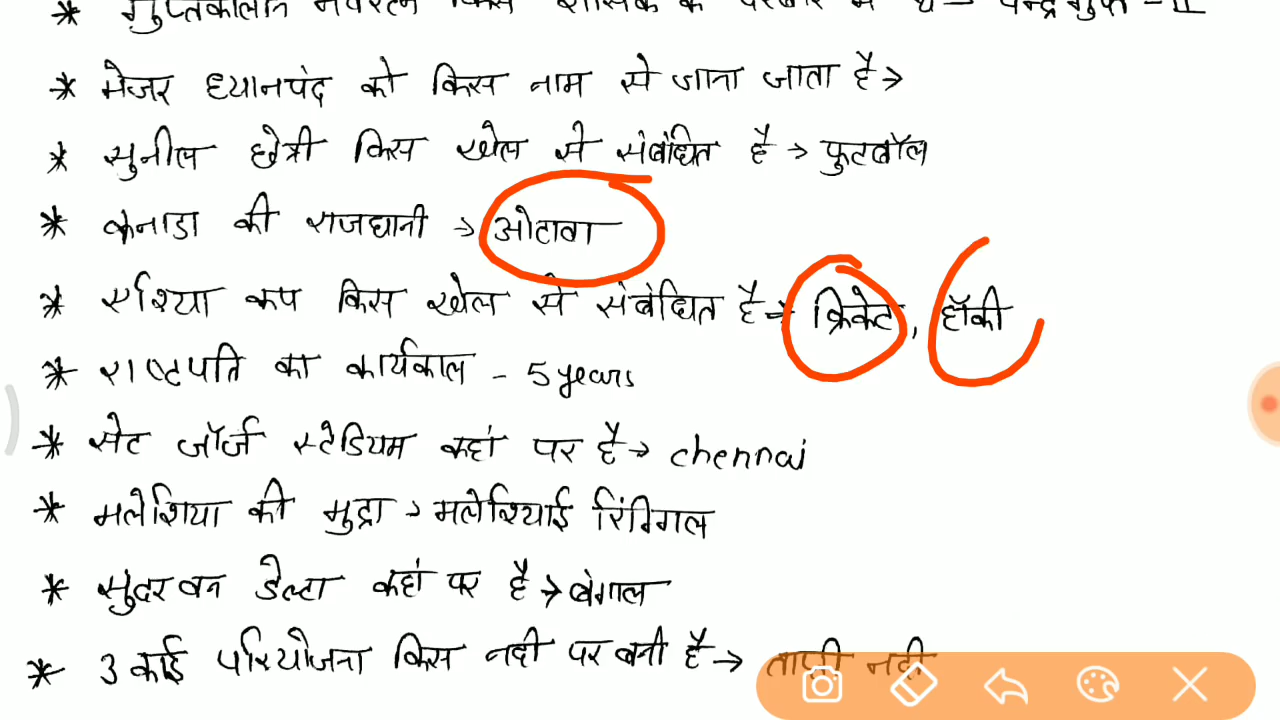 * गुप्तकालीन नवरत्न किस शासक के दरबार में थे → चन्द्रगुप्त - II
* मेजर ध्यानचंद को किस नाम से जाना जाता है →
* सुनील छेत्री किस खेल से संबंधित है → फुटबॉल
* कनाडा की राजधानी → ओटावा
* एशिया कप किस खेल से संबंधित है → क्रिकेट, हॉकी
* राष्ट्रपति का कार्यकाल - 5 years
* सेट जॉर्ज स्टेडियम कहां पर है → chennai
* मलेशिया की मुद्रा → मलेशियाई रिंगिगल
* सुंदरबन डेल्टा कहां पर है → बंगाल
* उकाई परियोजना किस नदी पर बनी है → ताप्ती नदी